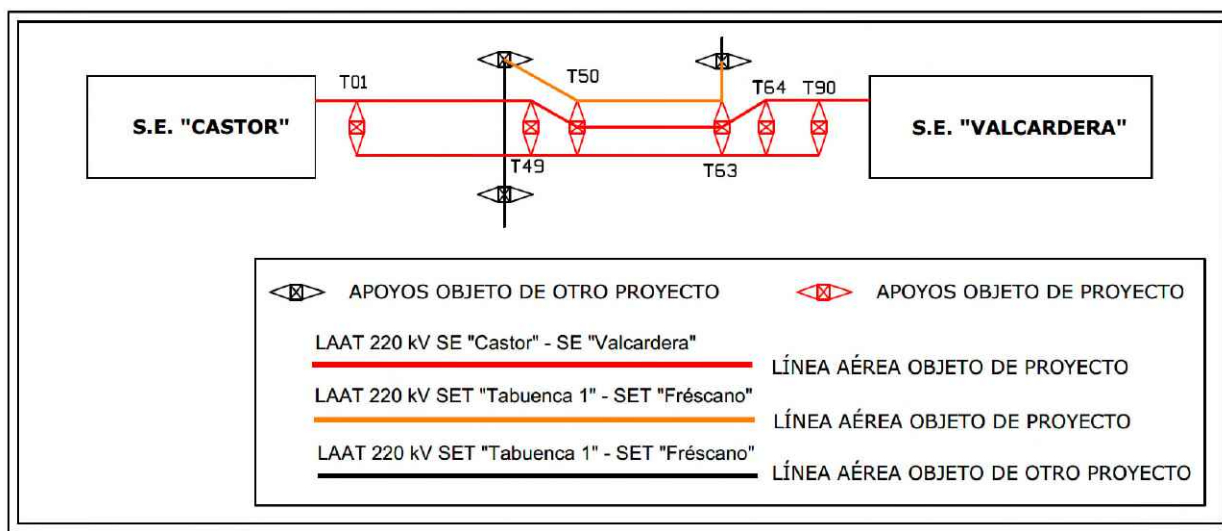 T01
T50
T64
T90
S.E. "CASTOR"
S.E. "VALCARDERA"
T49
T63
APOYOS OBJETO DE OTRO PROYECTO
APOYOS OBJETO DE PROYECTO
LAAT 220 kV SE "Castor" - SE "Valcardera"
LÍNEA AÉREA OBJETO DE PROYECTO
LAAT 220 kV SET "Tabuenca 1" - SET "Fréscano"
LÍNEA AÉREA OBJETO DE PROYECTO
LAAT 220 kV SET "Tabuenca 1" - SET "Fréscano"
LÍNEA AÉREA OBJETO DE OTRO PROYECTO